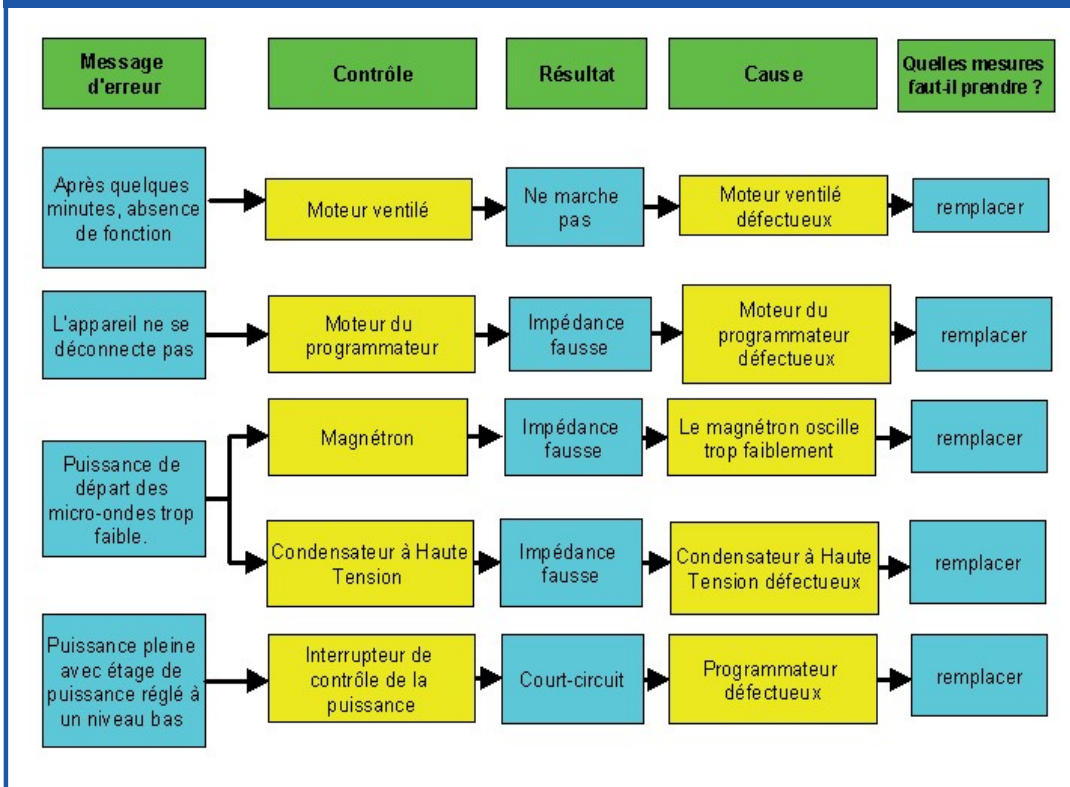 Message
d'erreur
Contrôle
Résultat
Cause
Quelles mesures
faut-il prendre ?
Après quelques
minutes, absence
de fonction
Moteur ventilé
Ne marche
pas
Moteur ventilé
défectueux
remplacer
L'appareil ne se
déconnecte pas
Moteur du
programmateur
Impédance
fausse
Moteur du
programmateur
défectueux
remplacer
Puissance de
départ des
micro-ondes trop
faible.
Magnétron
Impédance
fausse
Le magnétron oscille
trop faiblement
remplacer
Condensateur à Haute
Tension
Impédance
fausse
Condensateur à Haute
Tension défectueux
remplacer
Puissance pleine
avec étage de
puissance réglé à
un niveau bas
Interrupteur de
contrôle de la
puissance
Court-circuit
Programmateur
défectueux
remplacer